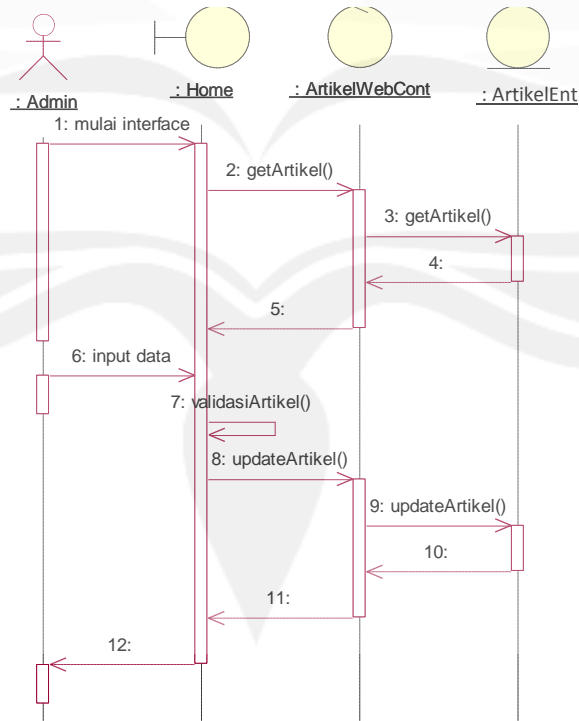 : Admin
: Home
: ArtikelWebCont
: ArtikelEnt
1: mulai interface
2: getArtikel()
3: getArtikel()
4:
5:
6: input data
7: validasiArtikel()
8: updateArtikel()
9: updateArtikel()
10:
11:
12: